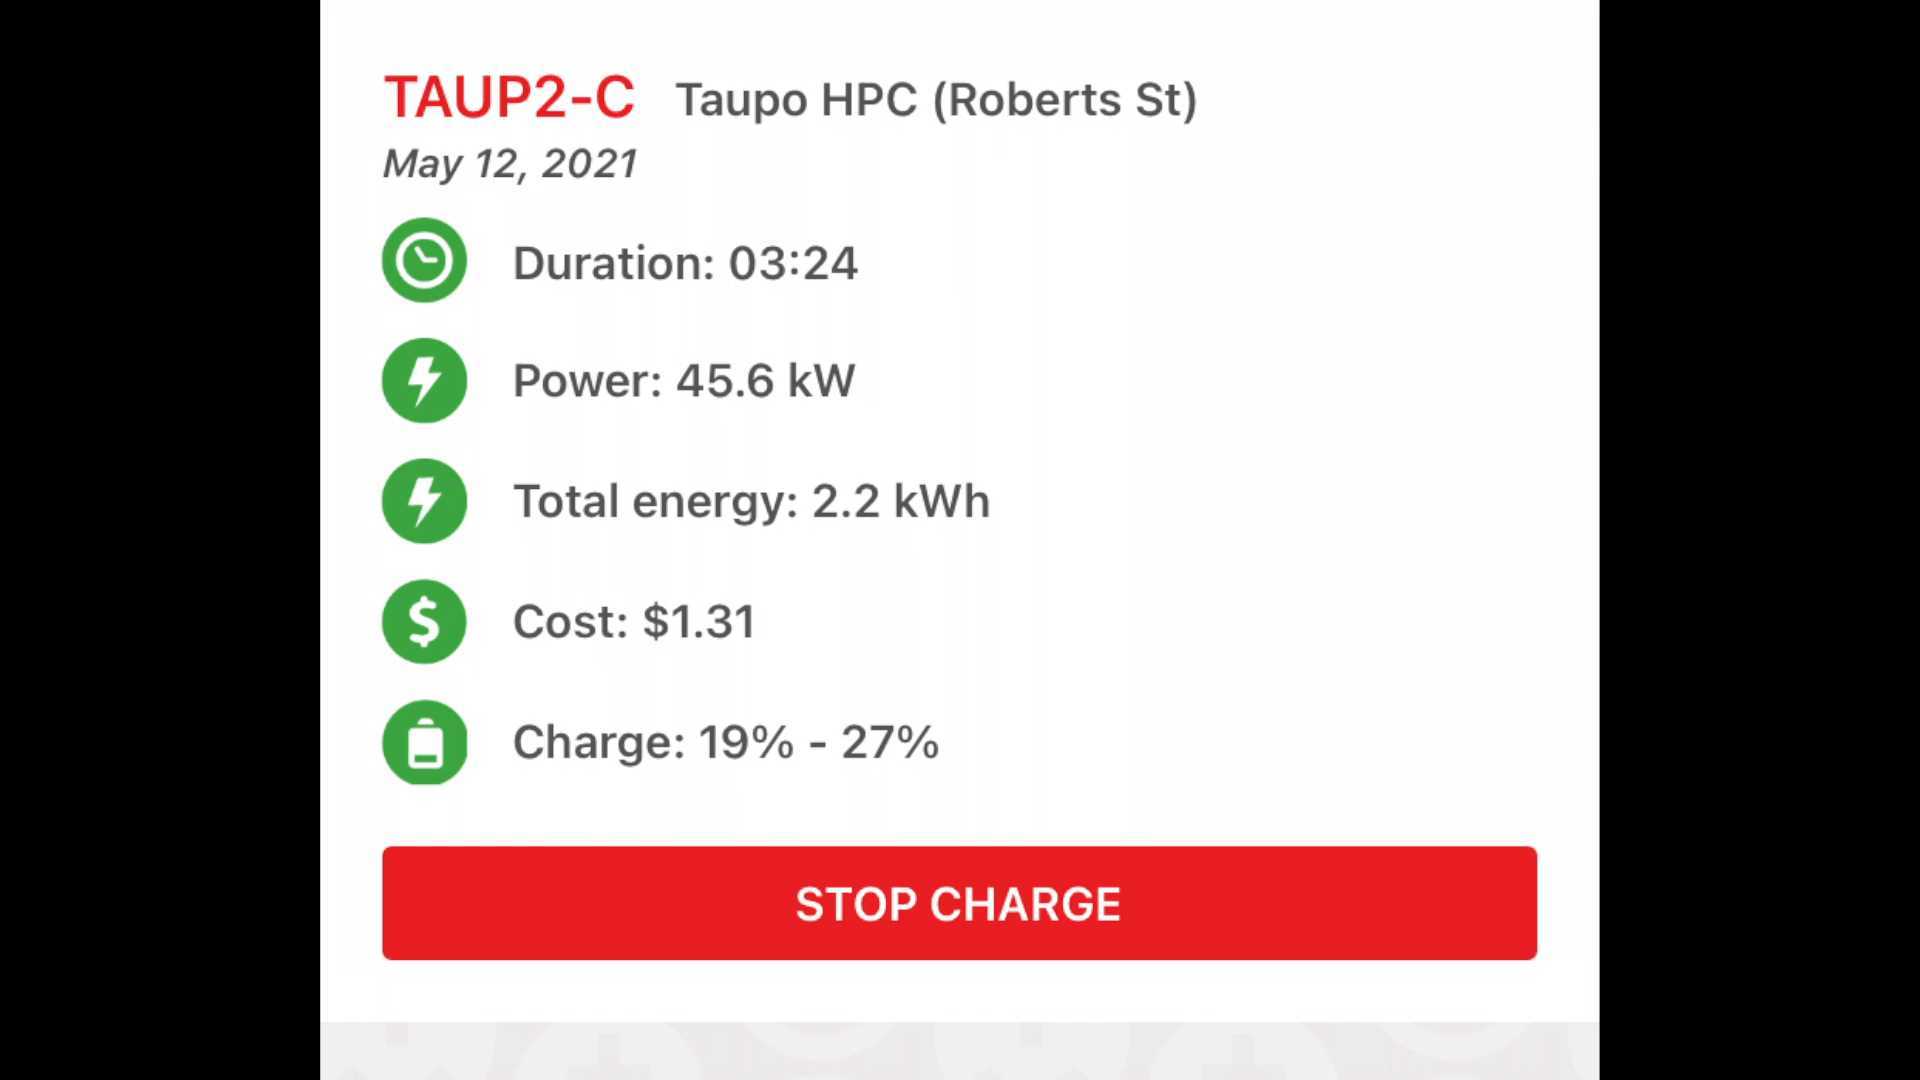 TAUP2-C Taupo HPC (Roberts St)
May 12, 2021
Duration: 03:24
Power: 45.6 kW
Total energy: 2.2 kWh
Cost: $1.31
Charge: 19% - 27%
STOP CHARGE